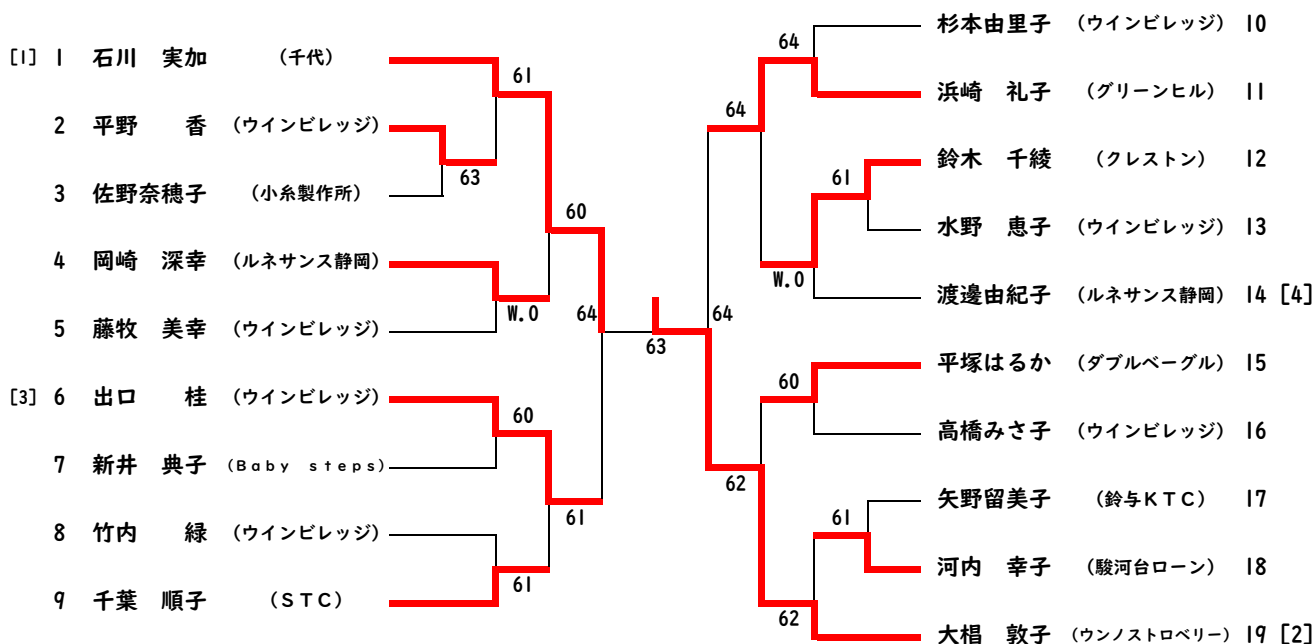 [1] 1 石川 実加 (千代)
61
2 平野 香 (ウインビレッジ)
63
3 佐野奈穂子 (小糸製作所)
60
4 岡崎 深幸 (ルネサンス静岡)
W.O
5 藤牧 美幸 (ウインビレッジ)
64
63
[3] 6 出口 桂 (ウインビレッジ)
60
7 新井 典子 (Baby steps)
61
8 竹内 緑 (ウインビレッジ)
61
9 千葉 順子 (STC)
杉本由里子 (ウインビレッジ) 10
64
浜崎 礼子 (グリーンヒル) 11
64
鈴木 千綾 (クレストン) 12
61
水野 恵子 (ウインビレッジ) 13
W.O
渡邊由紀子 (ルネサンス静岡) 14 [4]
64
平塚はるか (ダブルベーグル) 15
60
高橋みさ子 (ウインビレッジ) 16
62
矢野留美子 (鈴与KTC) 17
61
河内 幸子 (駿河台ローン) 18
62
大椙 敦子 (ウンノストロベリー) 19 [2]